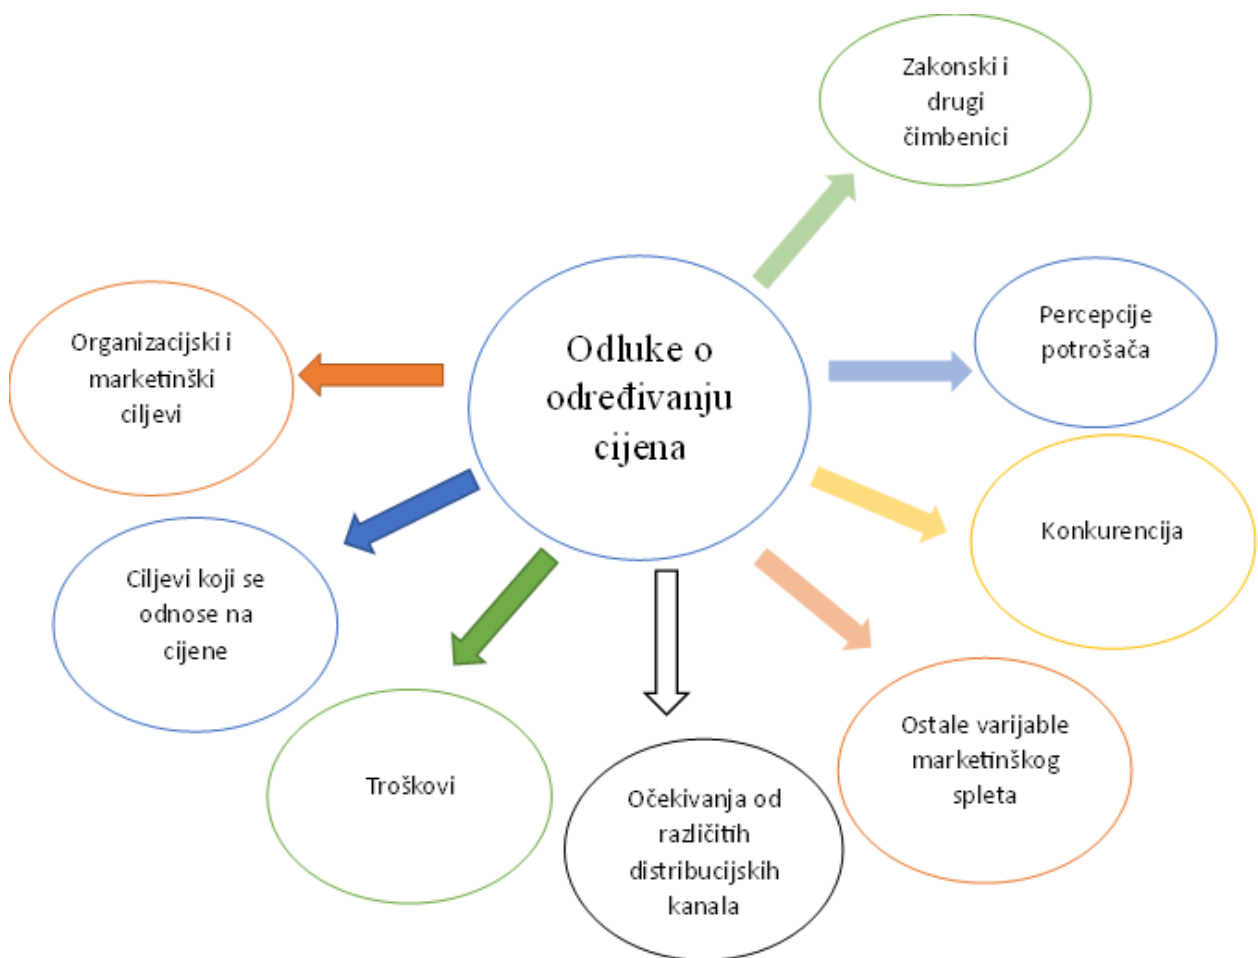 Zakonski i
drugi
čimbenici
Percepcije
potrošača
Organizacijski i
marketinški
ciljevi
Odluke o
određivanju
cijena
Konkurencija
Ciljevi koji se
odnose na
cijene
Ostale varijable
marketinškog
spleta
Troškovi
Očekivanja od
različitih
distribucijskih
kanala